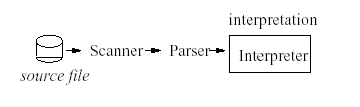 interpretation
Scanner Parser Interpreter
source file